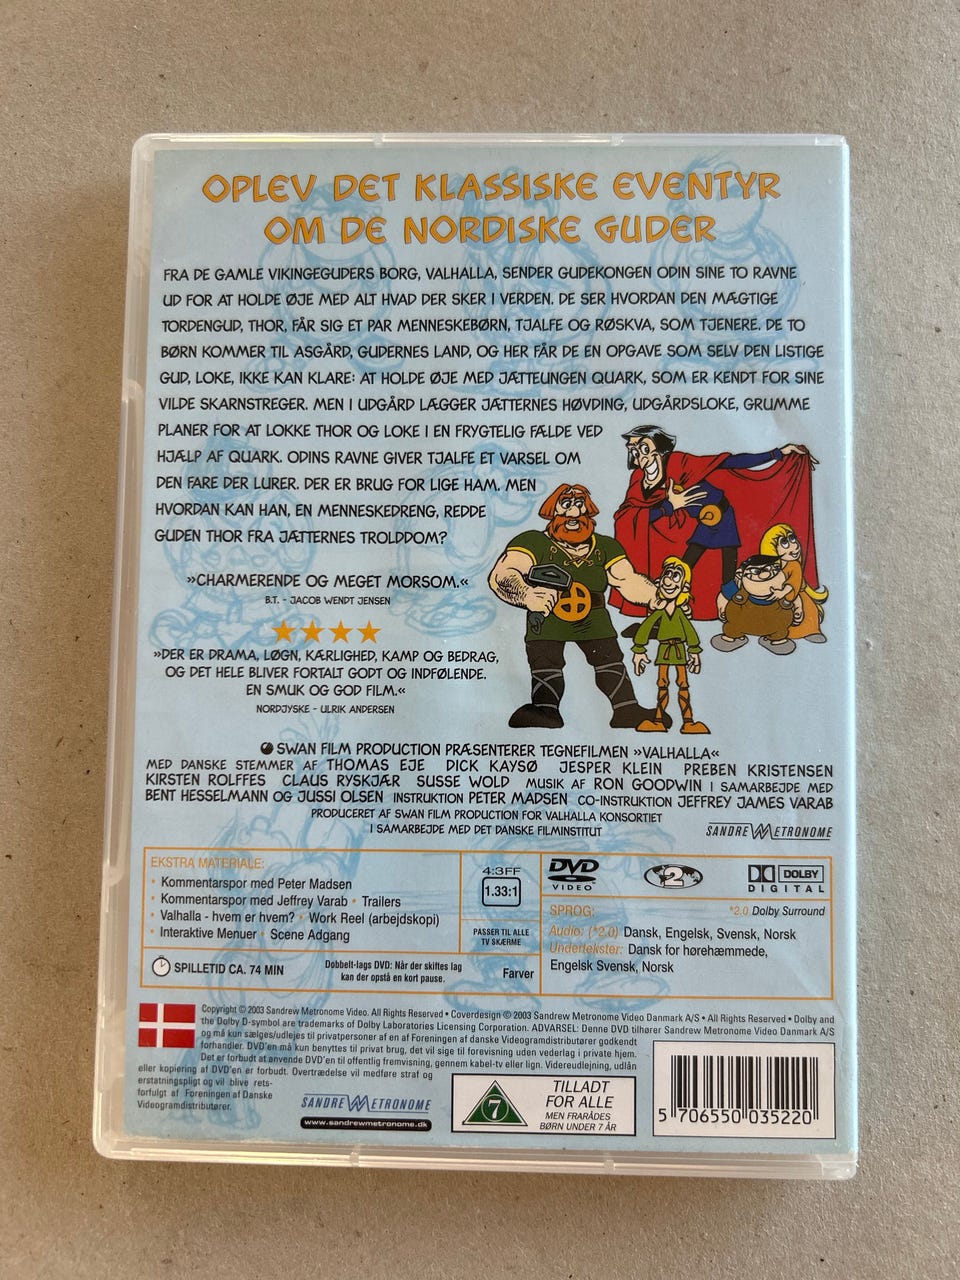 OPLEV DET KLASSISKE EVENTYR
OM DE NORDISKE GUDER
FRA DE GAMLE VIKINGEGUDERS BORG, VALHALLA, SENDER GUDEKONGEN ODIN SINE TO RAVNE
UD FOR AT HOLDE ØJE MED ALT HVAD DER SKER I VERDEN. DE SER HVORDAN DEN MÆGTIGE
TORDENGUD, THOR, FÅR SIG ET PAR MENNESKEBØRN, TJALFE OG RØSKVA, SOM TJENERE. DE TO
BØRN KOMMER TIL ASGÅRD, GUDERNES LAND, OG HER FÅR DE EN OPGAVE SOM SELV DEN LISTIGE
GUD, LOKE, IKKE KAN KLARE: AT HOLDE ØJE MED JÆTTEUNGEN QUARK, SOM ER KENDT FOR SINE
VILDE SKARNSTREGER. MEN I UDGÅRD LÆGGER JÆTTERNES HØVDING, UDGÅRDSLOKE, GRUMME
PLANER FOR AT LOKKE THOR OG LOKE I EN FRYGTELIG FÆLDE VED
HJÆLP AF QUARK. ODINS RAVNE GIVER TJALFE ET VARSEL OM
DEN FARE DER LURER. DER ER BRUG FOR LIGE HAM. MEN
HVORDAN KAN HAN, EN MENNESKEDRENG, REDDE
GUDEN THOR FRA JÆTTERNES TROLDDOM?
»CHARMERENDE OG MEGET MORSOM.«
B.T. - JACOB WENDT JENSEN
»DER ER DRAMA, LØGN, KÆRLIGHED, KAMP OG BEDRAG,
OG DET HELE BLIVER FORTALT GODT OG INDFØLENDE.
EN SMUK OG GOD FILM.«
NORDJYSKE - ULRIK ANDERSEN
SWAN FILM PRODUCTION PRÆSENTERER TEGNEFILMEN »VALHALLA«
MED DANSKE STEMMER AF THOMAS EJE DICK KAYSØ JESPER KLEIN PREBEN KRISTENSEN
KIRSTEN ROLFFES CLAUS RYSKJÆR SUSSE WOLD MUSIK AF RON GOODWIN I SAMARBEJDE MED
BENT HESSELMANN OG JUSSI OLSEN INSTRUKTION PETER MADSEN CO-INSTRUKTION JEFFREY JAMES VARAB
PRODUCERET AF SWAN FILM PRODUCTION FOR VALHALLA KONSORTIET
I SAMARBEJDE MED DET DANSKE FILMINSTITUT
SANDREW METRONOME
EKSTRA MATERIALE:
• Kommentarspor med Peter Madsen
• Kommentarspor med Jeffrey Varab • Trailers
• Valhalla - hvem er hvem? • Work Reel (arbejdskopi)
• Interaktive Menuer • Scene Adgang
4:3FF
1.33:1
PASSER TIL ALLE
TV SKÆRME
DVD
VIDEO
2
DOLBY
DIGITAL
SPROG:
*2.0 Dolby Surround
Audio: (*2.0) Dansk, Engelsk, Svensk, Norsk
Undertekster: Dansk for hørehæmmede,
Engelsk Svensk, Norsk
SPILLETID CA. 74 MIN
Dobbelt-lags DVD: Når der skiftes lag
kan der opstå en kort pause.
Farver
Copyright © 2003 Sandrew Metronome Video. All Rights Reserved • Coverdesign © 2003 Sandrew Metronome Video Danmark A/S • All Rights Reserved • Dolby and
the Dolby D-symbol are trademarks of Dolby Laboratories Licensing Corporation. ADVARSEL: Denne DVD tilhører Sandrew Metronome Video Danmark A/S
og må kun sælges/udlejes til privatpersoner af en af Foreningen af danske Videogramdistributører godkendt
forhandler. DVD'en må kun benyttes til privat brug, det vil sige til forevisning uden vederlag i private hjem.
Det er forbudt at anvende DVD'en til offentlig fremvisning, gennem kabel-tv eller lign. Videreudlejning, udlån
eller kopiering af DVD'en er forbudt. Overtrædelse vil medføre straf og
erstatningspligt og vil blive rets-
forfulgt af Foreningen af Danske
Videogramdistributører.
SANDREW METRONOME
www.sandrewmetronome.dk
7
TILLADT
FOR ALLE
MEN FRARÅDES
BØRN UNDER 7 ÅR
5 706550 035220